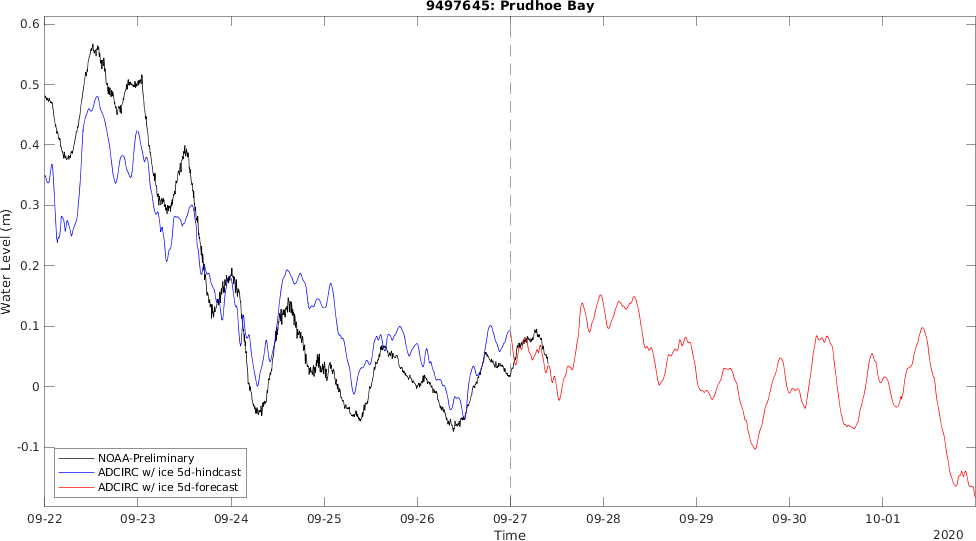 9497645: Prudhoe Bay
0.6
0.5
0.4
0.3
0.2
0.1
0
-0.1
Water Level (m)
NOAA-Preliminary
ADCIRC w/ ice 5d-hindcast
ADCIRC w/ ice 5d-forecast
09-22 09-23 09-24 09-25 09-26 09-27 09-28 09-29 09-30 10-01
Time
2020